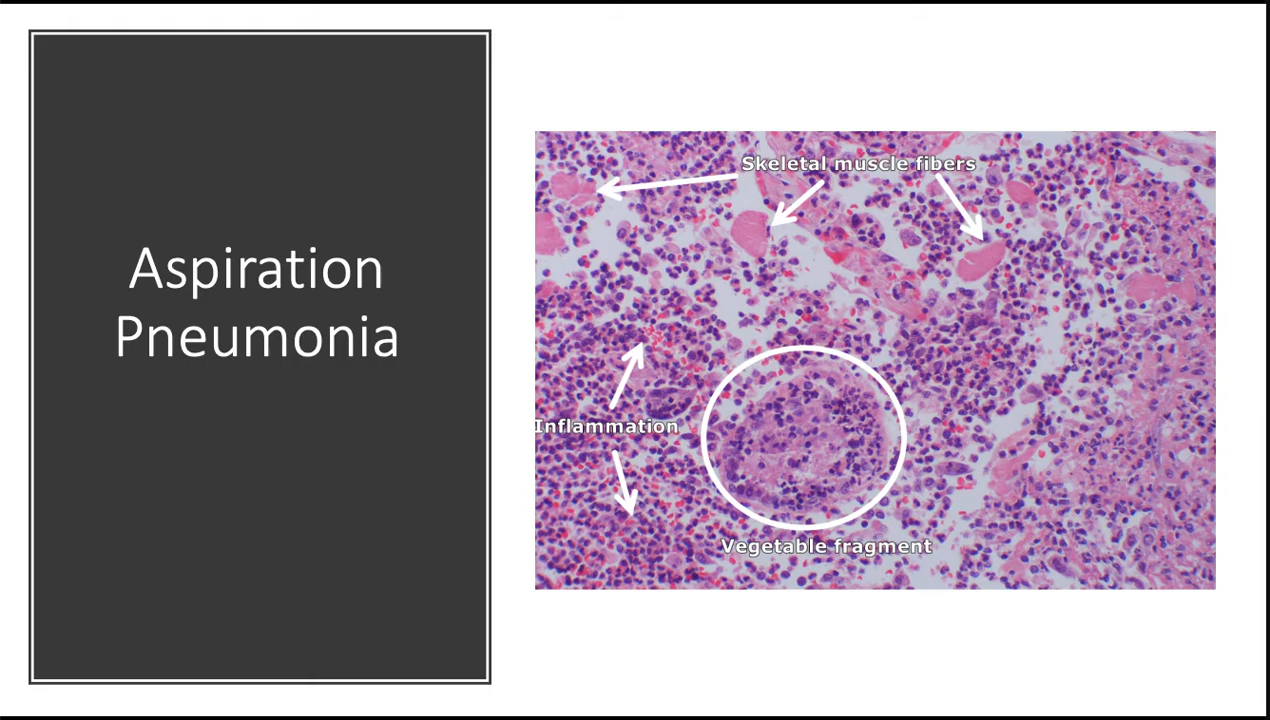 Aspiration
Pneumonia
Skeletal muscle fibers
Inflammation
Vegetable fragment